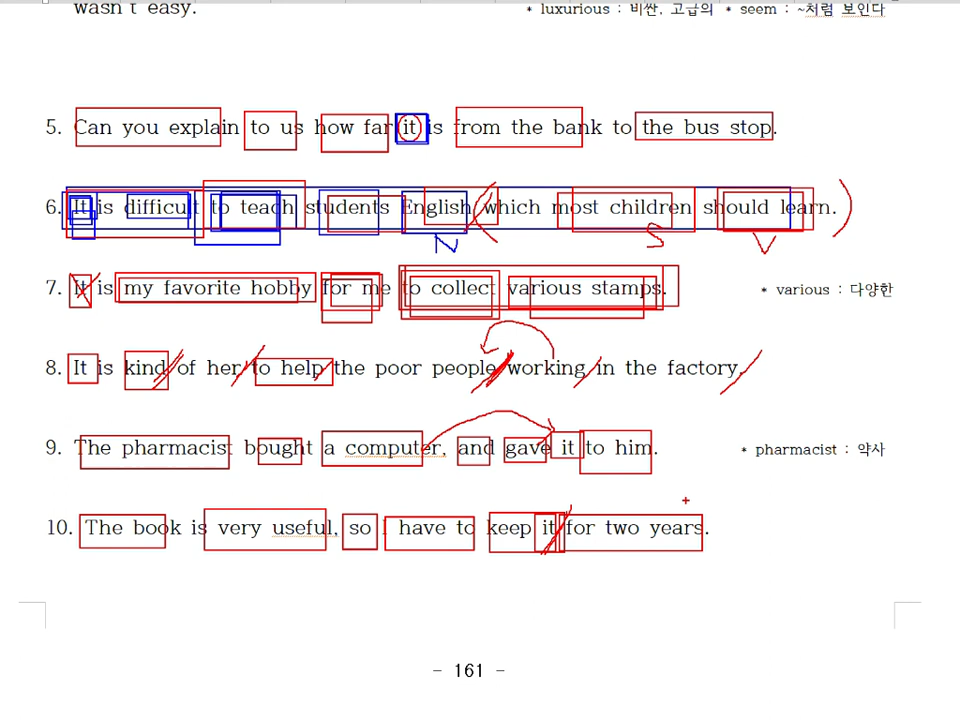 wasn't easy. * luxurious : 비싼, 고급의 * seem : ~처럼 보인다
5. Can you explain to us how far it is from the bank to the bus stop.
6. It is difficult to teach students English (which most children should learn.)
N S V
7. It is my favorite hobby for me to collect various stamps. * various : 다양한
8. It is kind of her to help the poor people working in the factory.
9. The pharmacist bought a computer, and gave it to him. * pharmacist : 약사
10. The book is very useful, so I have to keep it for two years.
- 161 -